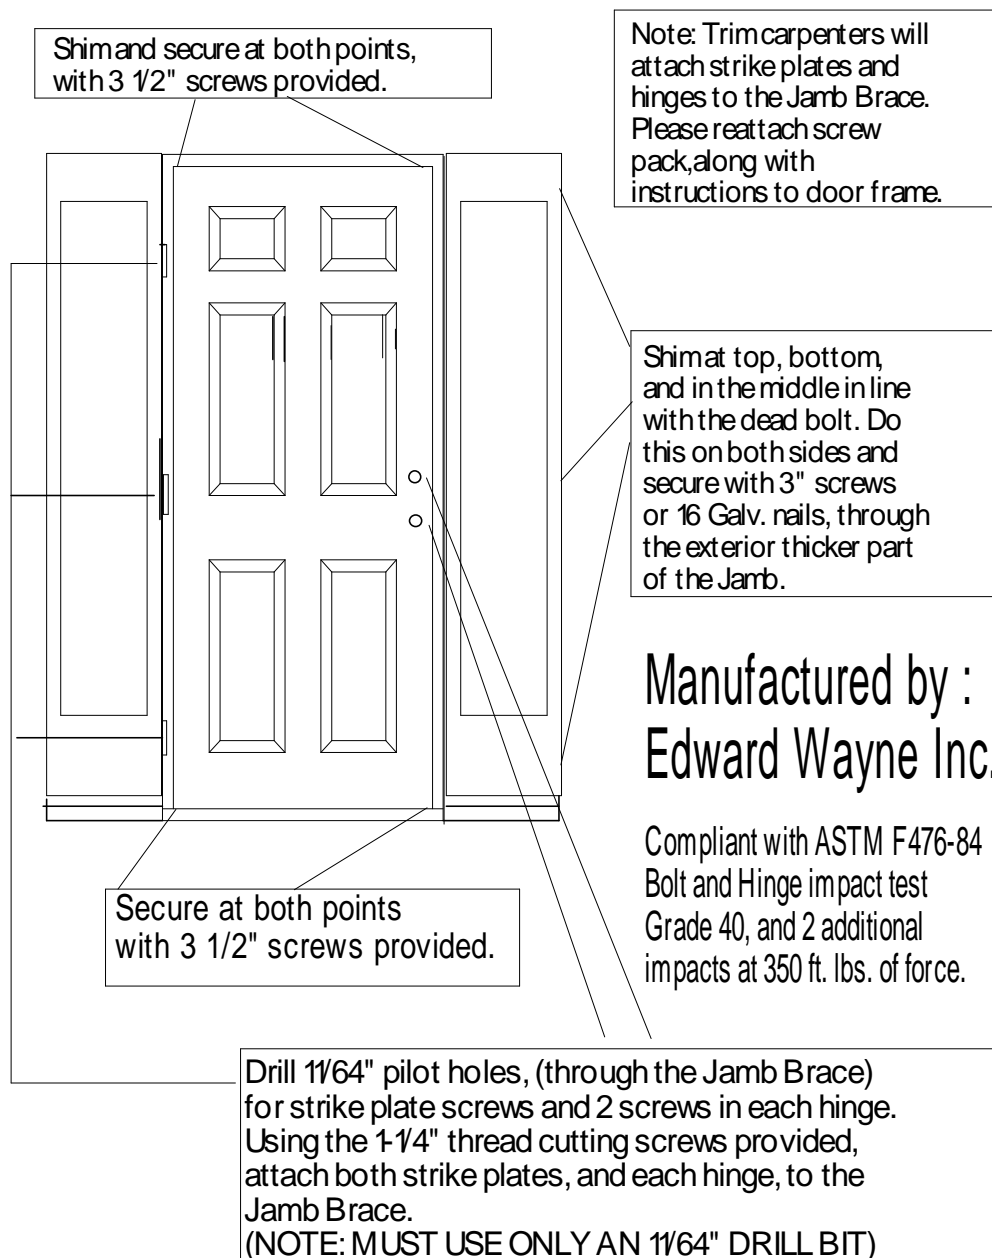 Shim and secure at both points,
with 3 1/2" screws provided.
Note: Trim carpenters will
attach strike plates and
hinges to the Jamb Brace.
Please reattach screw
pack,along with
instructions to door frame.
Shim at top, bottom,
and in the middle in line
with the dead bolt. Do
this on both sides and
secure with 3" screws
or 16 Galv. nails, through
the exterior thicker part
of the Jamb.
Manufactured by :
Edward Wayne Inc.
Compliant with ASTM F476-84
Bolt and Hinge impact test
Grade 40, and 2 additional
impacts at 350 ft. lbs. of force.
Secure at both points
with 3 1/2" screws provided.
Drill 11/64" pilot holes, (through the Jamb Brace)
for strike plate screws and 2 screws in each hinge.
Using the 1-1/4" thread cutting screws provided,
attach both strike plates, and each hinge, to the
Jamb Brace.
(NOTE: MUST USE ONLY AN 11/64" DRILL BIT)